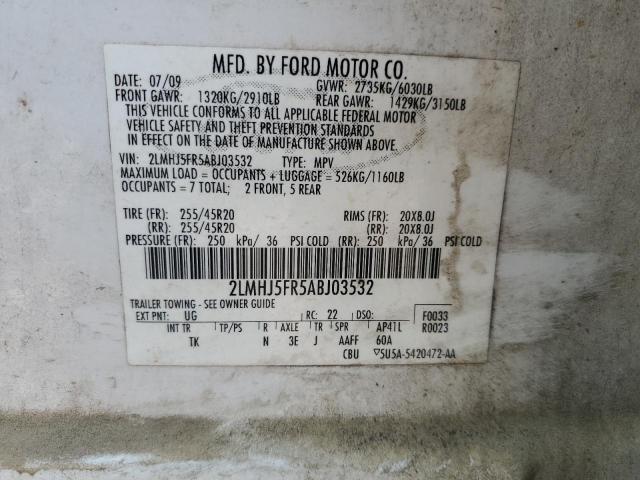 MFD. BY FORD MOTOR CO.
DATE: 07/09 GVWR: 2735KG/6030LB
FRONT GAWR: 1320KG/2910LB REAR GAWR: 1429KG/3150LB
THIS VEHICLE CONFORMS TO ALL APPLICABLE FEDERAL MOTOR
VEHICLE SAFETY AND THEFT PREVENTION STANDARDS
IN EFFECT ON THE DATE OF MANUFACTURE SHOWN ABOVE.
VIN: 2LMHJ5FR5ABJ03532 TYPE: MPV
MAXIMUM LOAD = OCCUPANTS + LUGGAGE = 526KG/1160LB
OCCUPANTS = 7 TOTAL; 2 FRONT, 5 REAR
TIRE (FR): 255/45R20 RIMS (FR): 20X8.0J
(RR): 255/45R20 (RR): 20X8.0J
PRESSURE (FR): 250 kPa/ 36 PSI COLD (RR): 250 kPa/ 36 PSI COLD
2LMHJ5FR5ABJ03532
TRAILER TOWING - SEE OWNER GUIDE
EXT PNT: UG RC: 22 DSO: F0033
INT TR TP/PS R AXLE TR SPR AP41L R0023
TK N 3E J AAFF 60A
CBU ▽5U5A-5420472-AA